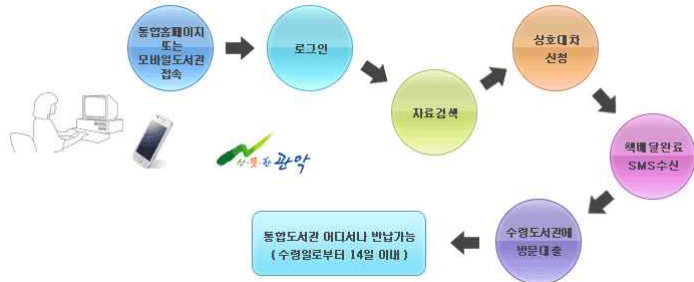 통합홈페이지
또는
모바일도서관
접속
로그인
자료검색
상호대차
신청
책배달완료
SMS수신
수령도서관에
방문대출
통합도서관 어디서나 반납가능
( 수령일로부터 14일 이내 )
사·람·관악